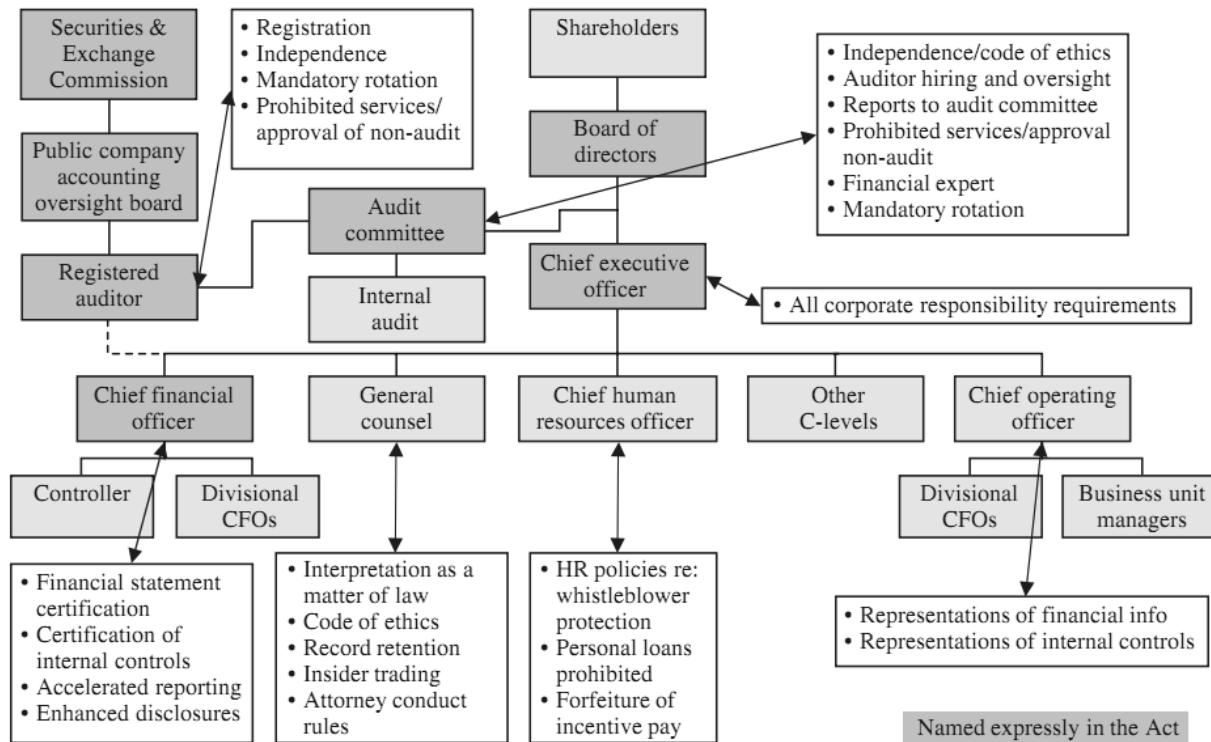 Securities &
Exchange
Commission
• Registration
• Independence
• Mandatory rotation
• Prohibited services/
approval of non-audit
Shareholders
• Independence/code of ethics
• Auditor hiring and oversight
• Reports to audit committee
• Prohibited services/approval
non-audit
• Financial expert
• Mandatory rotation
Public company
accounting
oversight board
Board of
directors
Audit
committee
Registered
auditor
Internal
audit
Chief executive
officer
• All corporate responsibility requirements
Chief financial
officer
General
counsel
Chief human
resources officer
Other
C-levels
Chief operating
officer
Controller
Divisional
CFOs
Divisional
CFOs
Business unit
managers
• Financial statement
certification
• Certification of
internal controls
• Accelerated reporting
• Enhanced disclosures
• Interpretation as a
matter of law
• Code of ethics
• Record retention
• Insider trading
• Attorney conduct
rules
• HR policies re:
whistleblower
protection
• Personal loans
prohibited
• Forfeiture of
incentive pay
• Representations of financial info
• Representations of internal controls
Named expressly in the Act